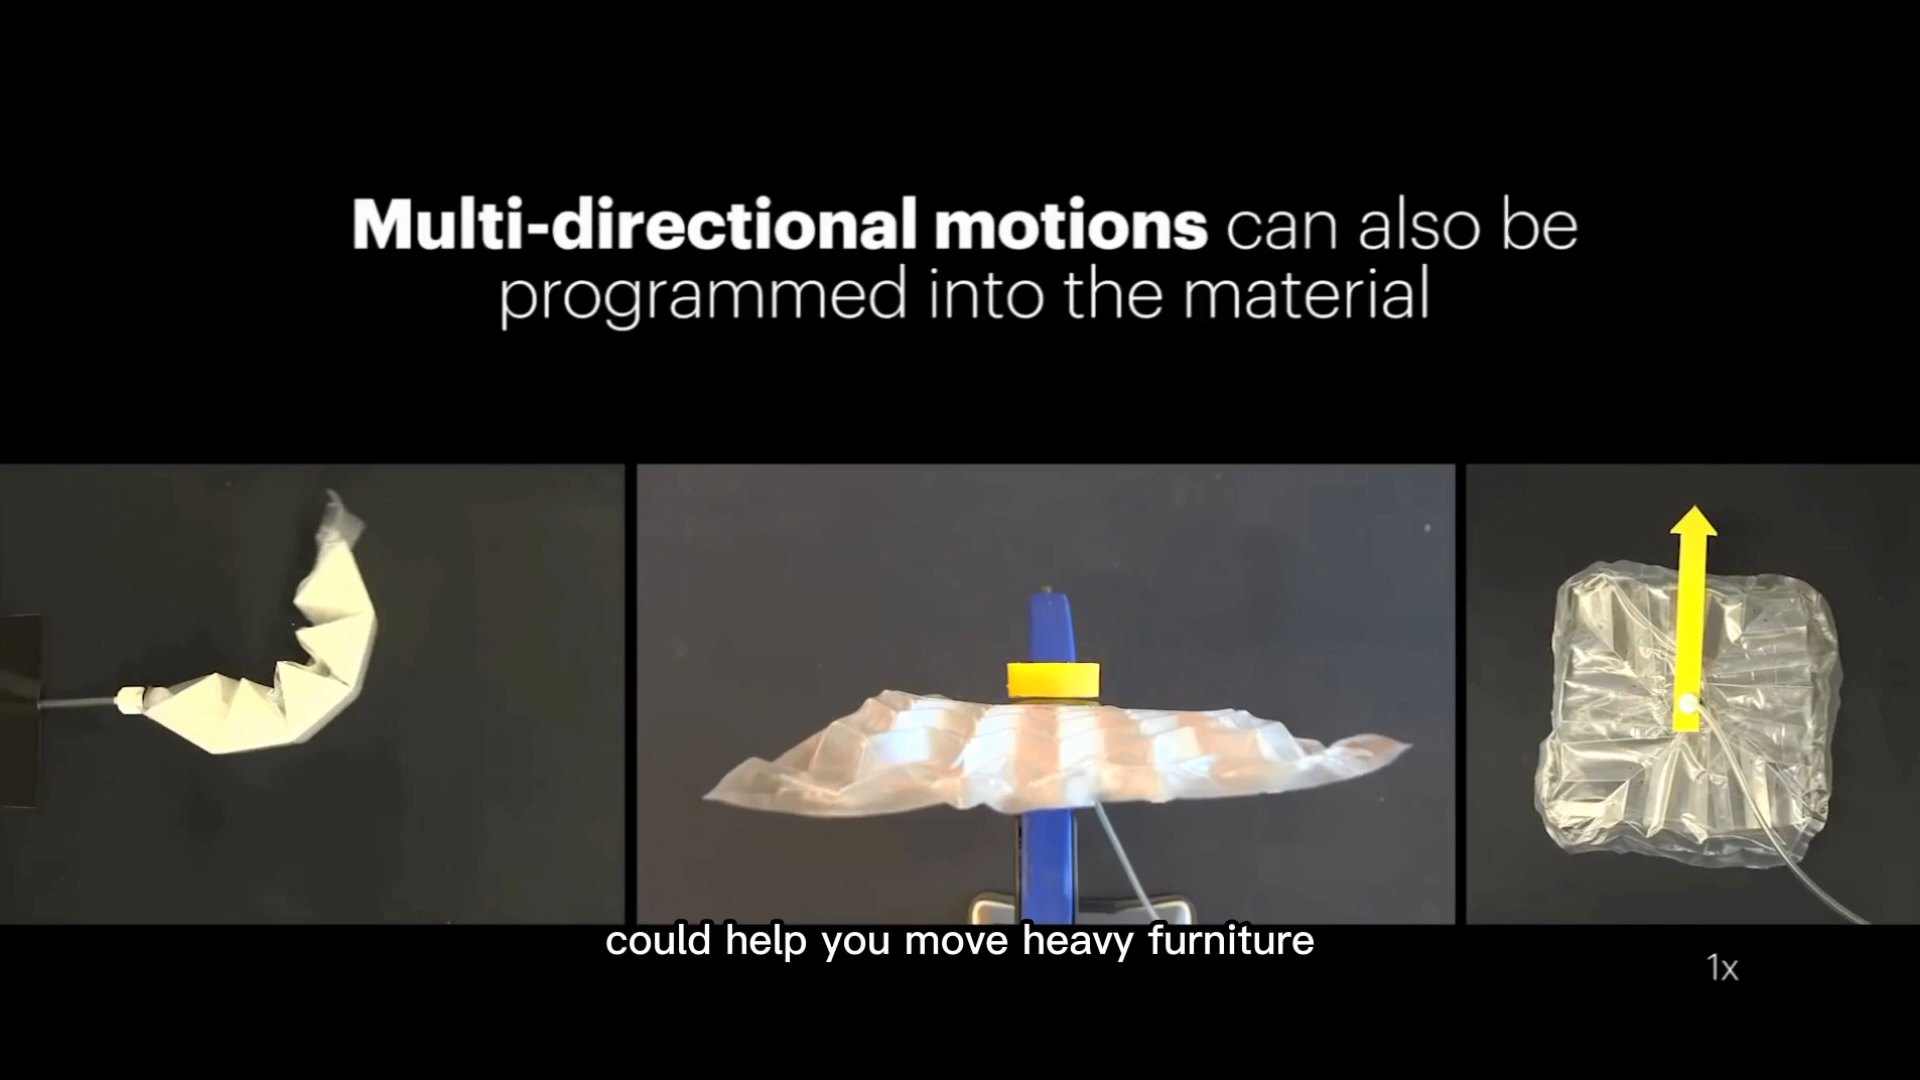 Multi-directional motions can also be
programmed into the material
could help you move heavy furniture
1x